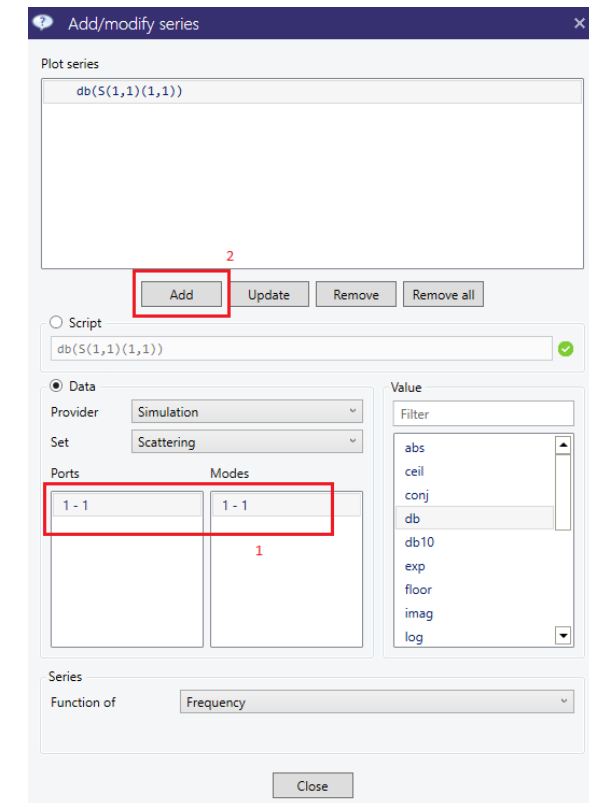 Add/modify series
Plot series
db(S(1,1)(1,1))
2
Add Update Remove Remove all
Script
db(S(1,1)(1,1))
Data
Provider Simulation
Set Scattering
Ports Modes
1 - 1 1 - 1
1
Value
Filter
abs
ceil
conj
db
db10
exp
floor
imag
log
Series
Function of Frequency
Close